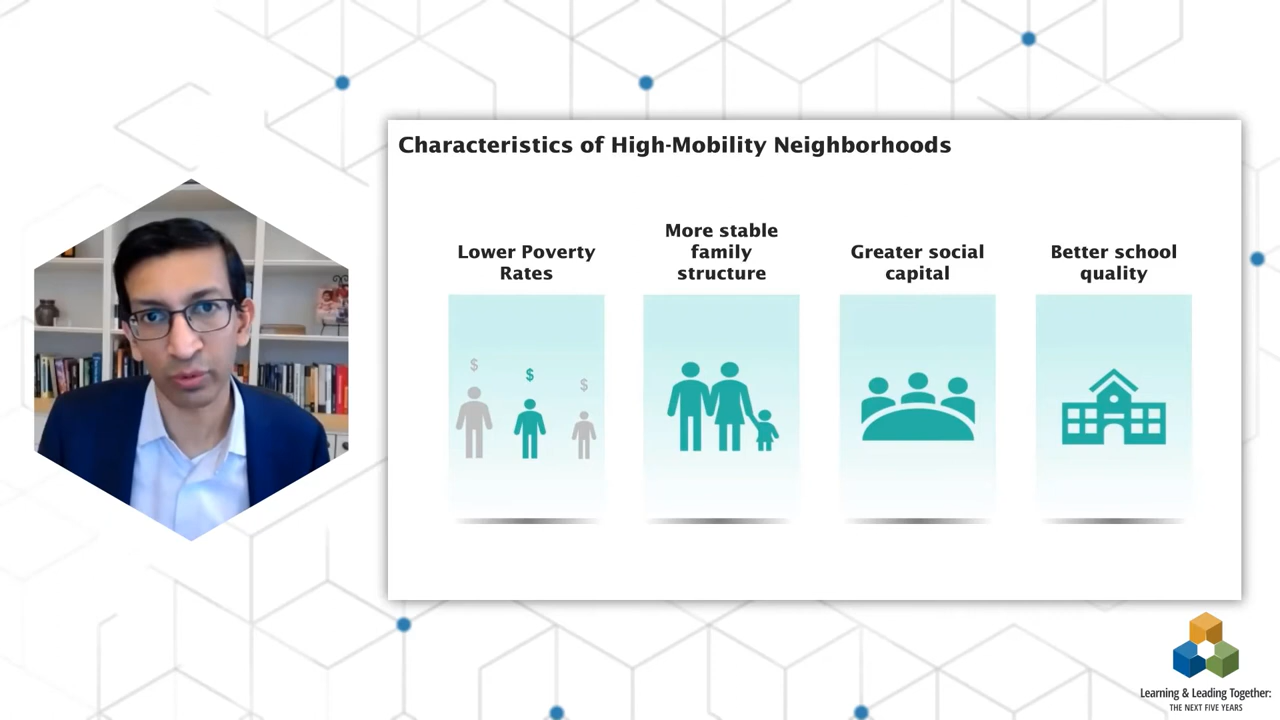 Characteristics of High-Mobility Neighborhoods
Lower Poverty
Rates
More stable
family
structure
Greater social
capital
Better school
quality
$
$
$
Learning & Leading Together:
THE NEXT FIVE YEARS